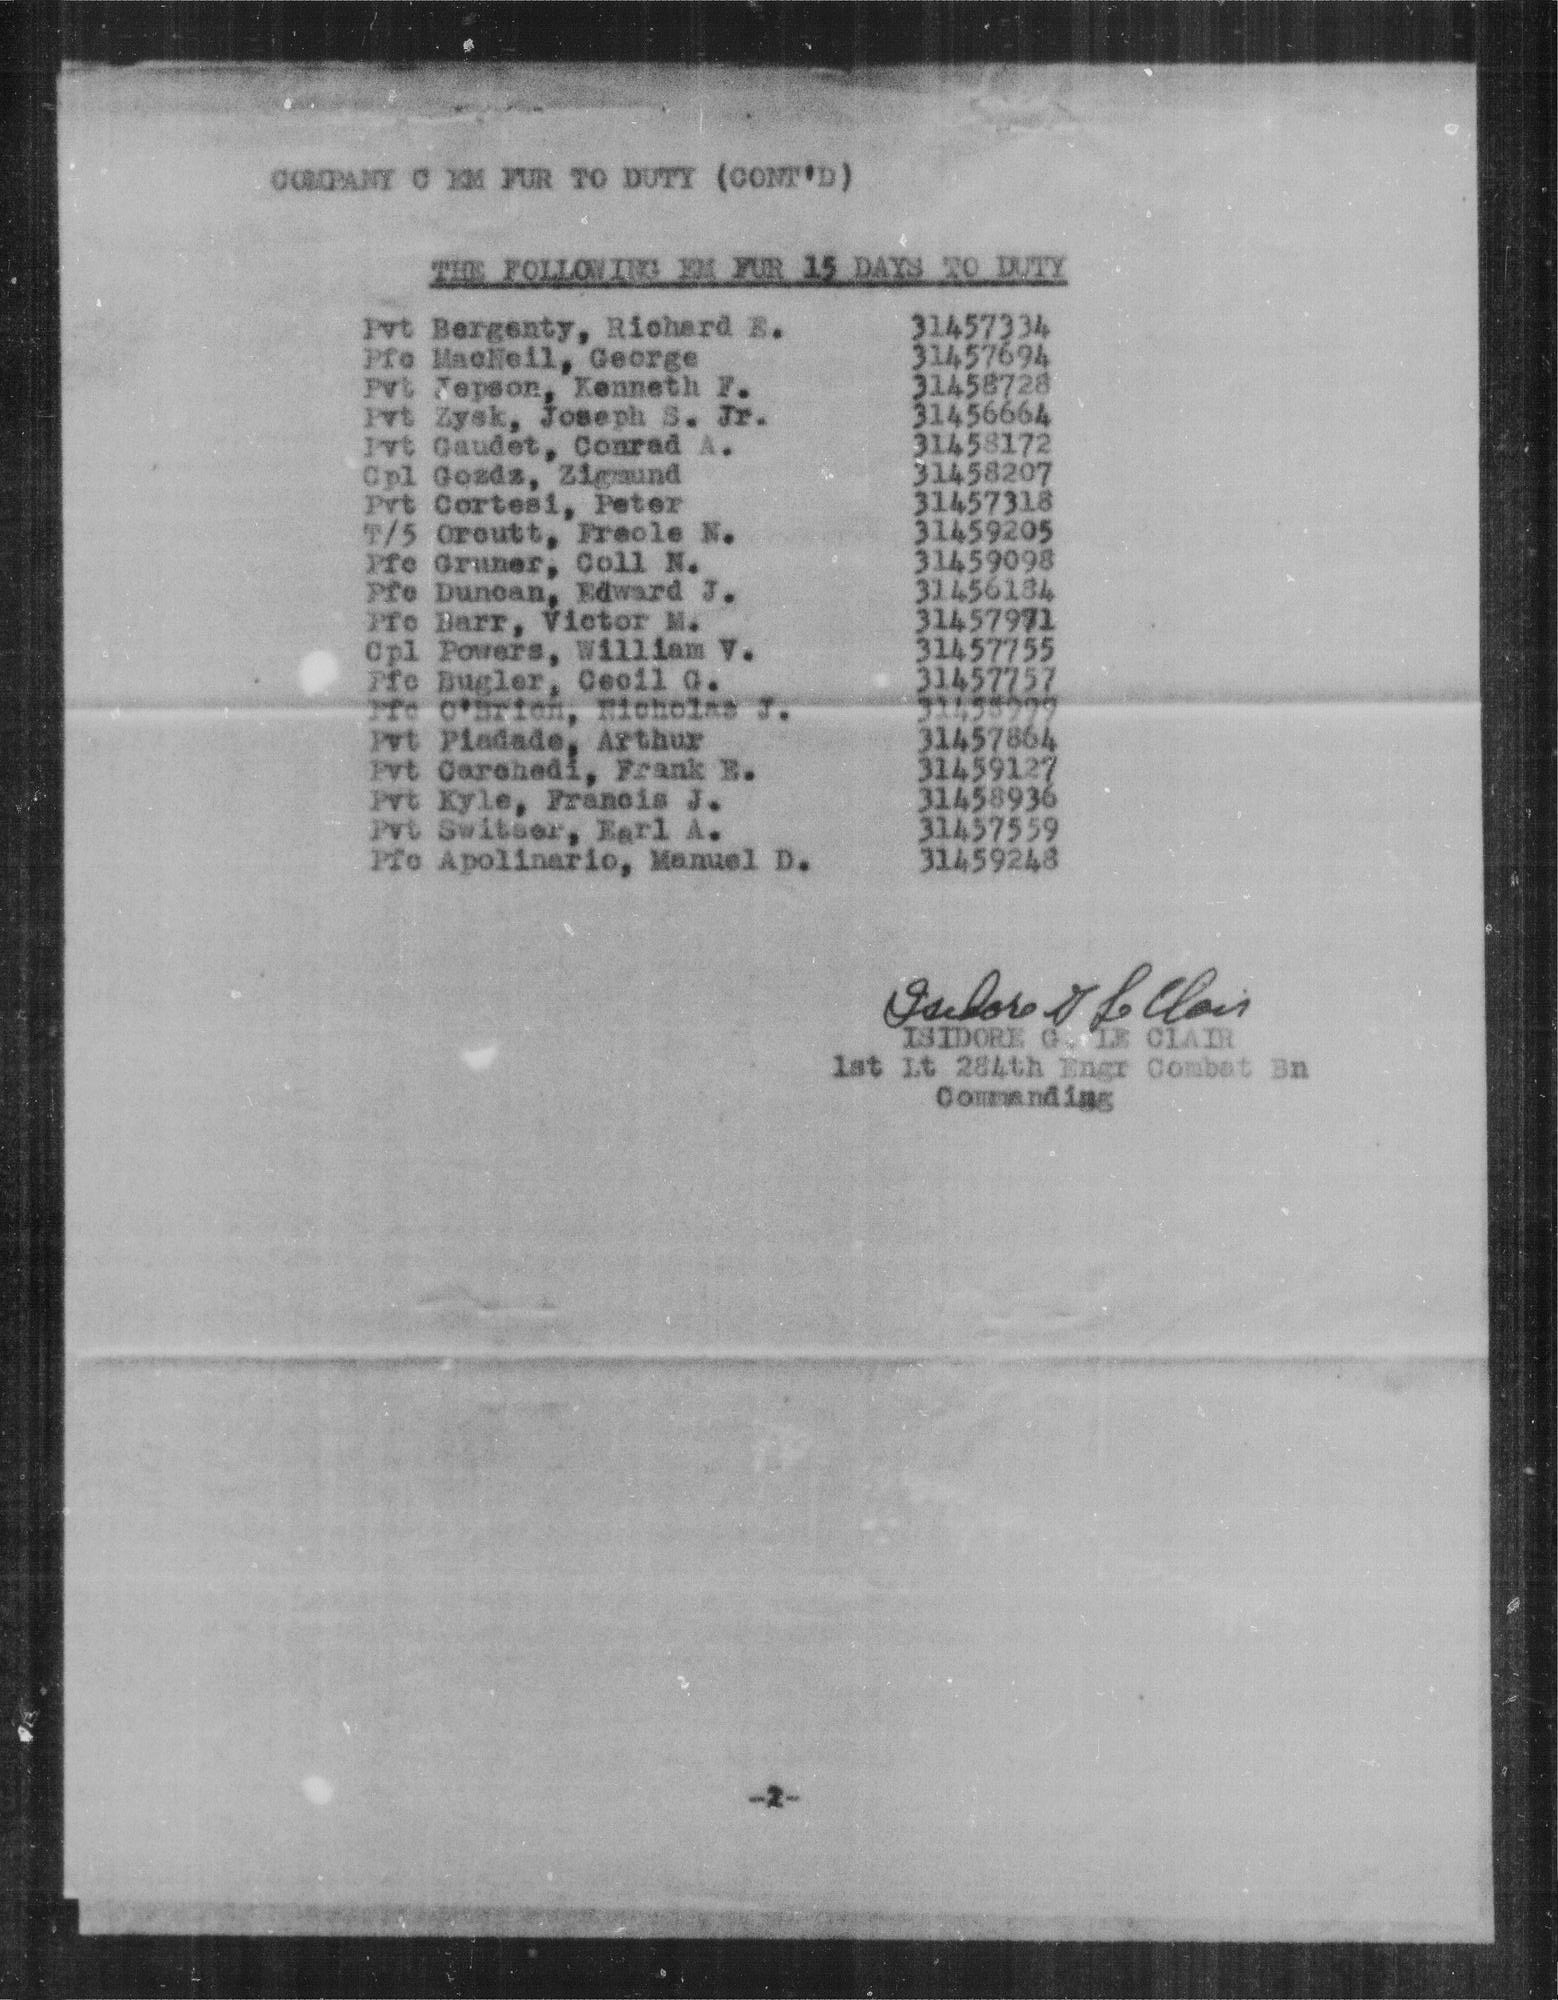 COMPANY C EM FUR TO DUTY (CONT'D)
THE FOLLOWING EM FUR 15 DAYS TO DUTY
Pvt Bergenty, Richard E. 31457334
Pfc MacNeil, George 31457694
Pvt Jepson, Kenneth F. 31458728
Pvt Zysk, Joseph S. Jr. 31456664
Pvt Gaudet, Conrad A. 31458172
Cpl Gozdz, Zigmund 31458207
Pvt Cortesi, Peter 31457318
T/5 Orcutt, Freole N. 31459205
Pfc Gruner, Coll N. 31459098
Pfc Duncan, Edward J. 31456184
Pfc Barr, Victor M. 31457971
Cpl Powers, William V. 31457755
Pfc Bugler, Cecil G. 31457757
Pfc O'Brien, Nicholas J.
Pvt Piadade, Arthur 31457864
Pvt Carchedi, Frank E. 31459127
Pvt Kyle, Francis J. 31458936
Pvt Switser, Earl A. 31457559
Pfc Apolinario, Manuel D. 31459248
Isidore G Le Clair
ISIDORE G. LE CLAIR
1st Lt 284th Engr Combat Bn
Commanding
-2-